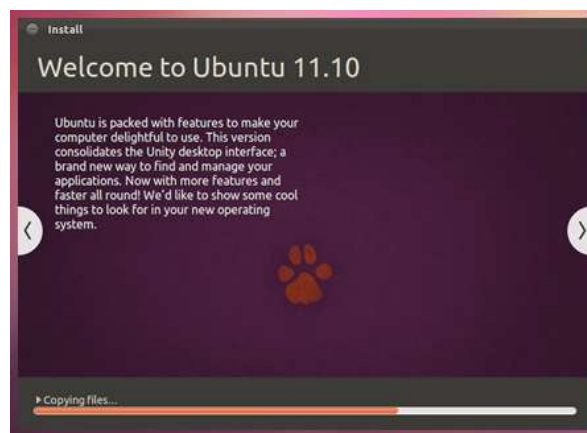 Install
Welcome to Ubuntu 11.10
Ubuntu is packed with features to make your
computer delightful to use. This version
consolidates the Unity desktop interface; a
brand new way to find and manage your
applications. Now with more features and
faster all round! We'd like to show some cool
things to look for in your new operating
system.
Copying files...